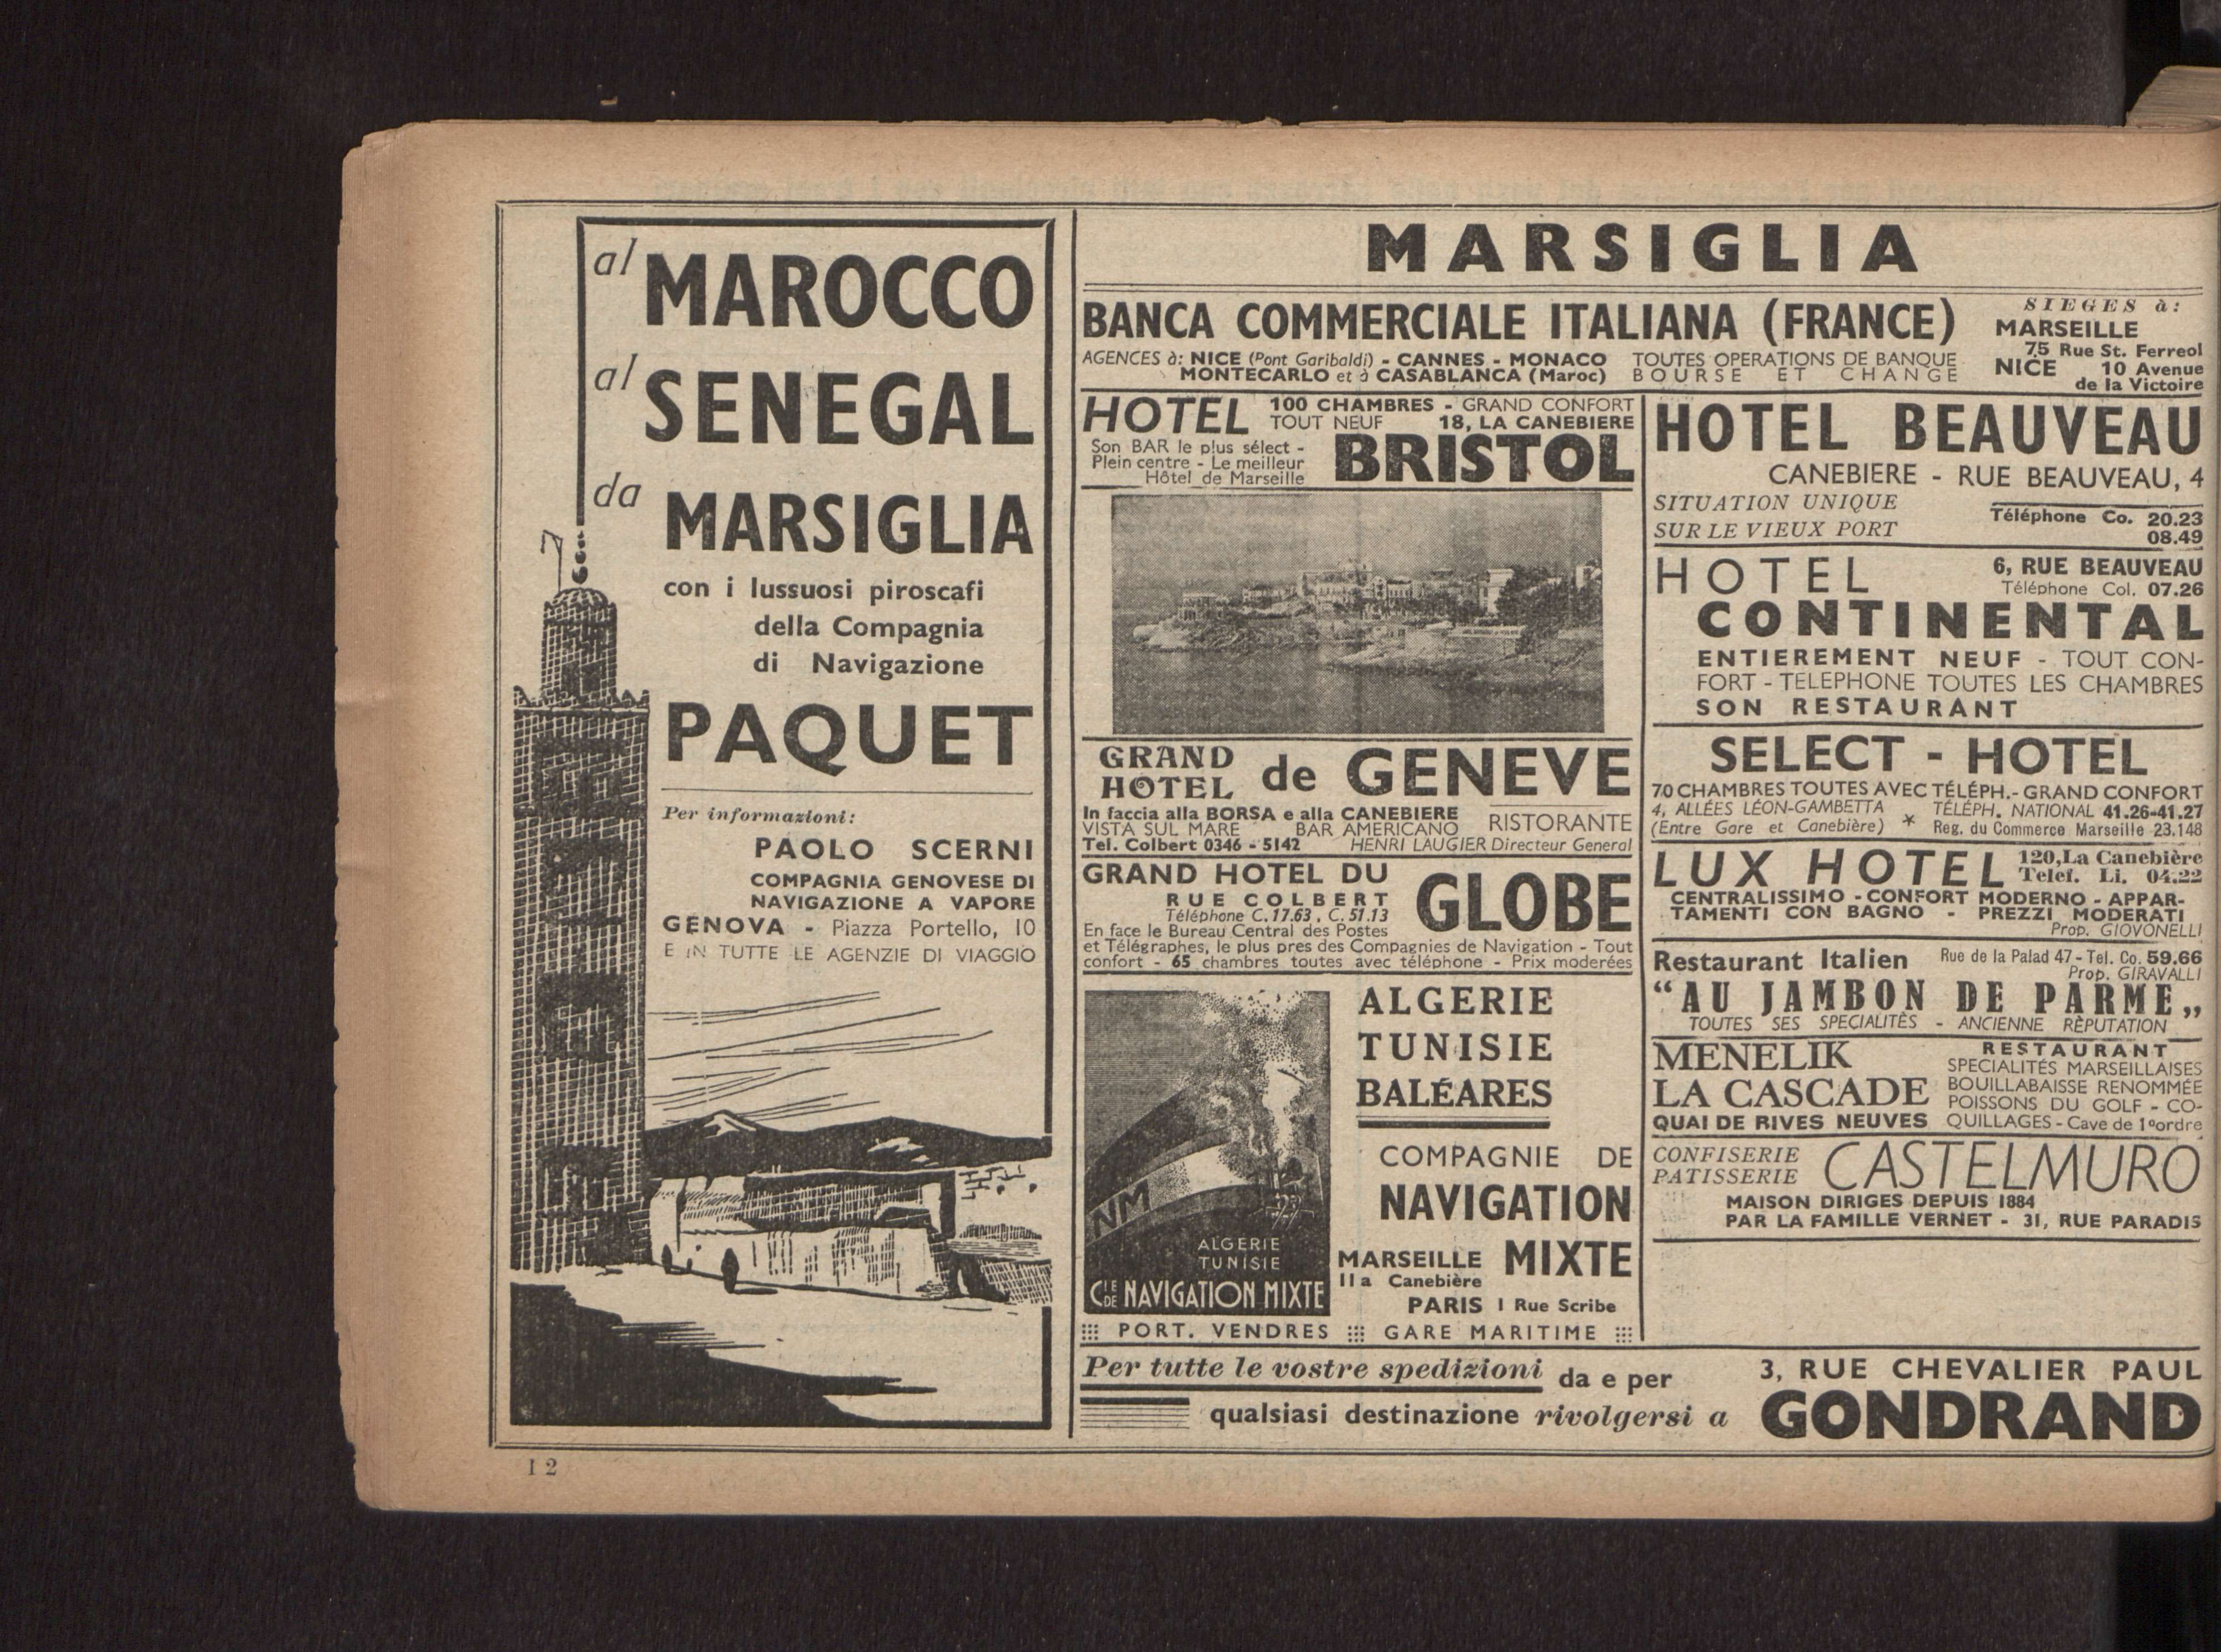 al MAROCCO
al SENEGAL
da MARSIGLIA
con i lussuosi piroscafi
della Compagnia
di Navigazione
PAQUET
Per informazioni:
PAOLO SCERNI
COMPAGNIA GENOVESE DI
NAVIGAZIONE A VAPORE
GENOVA - Piazza Portello, 10
E IN TUTTE LE AGENZIE DI VIAGGIO
MARSIGLIA
BANCA COMMERCIALE ITALIANA (FRANCE)
AGENCES à: NICE (Pont Garibaldi) - CANNES - MONACO
MONTECARLO et à CASABLANCA (Maroc)
TOUTES OPERATIONS DE BANQUE
BOURSE ET CHANGE
SIEGES à:
MARSEILLE
75 Rue St. Ferreol
NICE 10 Avenue
de la Victoire
HOTEL
100 CHAMBRES - GRAND CONFORT
TOUT NEUF 18, LA CANEBIERE
Son BAR le plus sélect -
Plein centre - Le meilleur
Hôtel de Marseille
BRISTOL
GRAND
HOTEL
de GENEVE
In faccia alla BORSA e alla CANEBIERE
VISTA SUL MARE BAR AMERICANO RISTORANTE
Tel. Colbert 0346 - 5142 HENRI LAUGIER Directeur General
GRAND HOTEL DU
RUE COLBERT
Téléphone C. 17.63, C. 51.13
GLOBE
En face le Bureau Central des Postes
et Télégraphes, le plus pres des Compagnies de Navigation - Tout
confort - 65 chambres toutes avec téléphone - Prix moderées
NM
ALGERIE
TUNISIE
CIE DE NAVIGATION MIXTE
ALGERIE
TUNISIE
BALÉARES
COMPAGNIE DE
NAVIGATION
MIXTE
MARSEILLE
11 a Canebière
PARIS 1 Rue Scribe
PORT. VENDRES GARE MARITIME
HOTEL BEAUVEAU
CANEBIERE - RUE BEAUVEAU, 4
SITUATION UNIQUE
SUR LE VIEUX PORT
Téléphone Co. 20.23
08.49
HOTEL
6, RUE BEAUVEAU
Téléphone Col. 07.26
CONTINENTAL
ENTIEREMENT NEUF - TOUT CON-
FORT - TELEPHONE TOUTES LES CHAMBRES
SON RESTAURANT
SELECT - HOTEL
70 CHAMBRES TOUTES AVEC TÉLÉPH.- GRAND CONFORT
4, ALLÉES LÉON-GAMBETTA TÉLÉPH. NATIONAL 41.26-41.27
(Entre Gare et Canebière) * Reg. du Commerce Marseille 23.148
LUX HOTEL
120, La Canebière
Telef. Li. 04.22
CENTRALISSIMO - CONFORT MODERNO - APPAR-
TAMENTI CON BAGNO - PREZZI MODERATI
Prop. GIOVONELLI
Restaurant Italien Rue de la Palad 47 - Tel. Co. 59.66
Prop. GIRAVALLI
“AU JAMBON DE PARME„
TOUTES SES SPECIALITÈS - ANCIENNE RÈPUTATION
MENELIK
LA CASCADE
QUAI DE RIVES NEUVES
RESTAURANT
SPECIALITÉS MARSEILLAISES
BOUILLABAISSE RENOMMÉE
POISSONS DU GOLF - CO-
QUILLAGES - Cave de 1º ordre
CONFISERIE
PATISSERIE
CASTELMURO
MAISON DIRIGES DEPUIS 1884
PAR LA FAMILLE VERNET - 31, RUE PARADIS
Per tutte le vostre spedizioni da e per
qualsiasi destinazione rivolgersi a
3, RUE CHEVALIER PAUL
GONDRAND
12